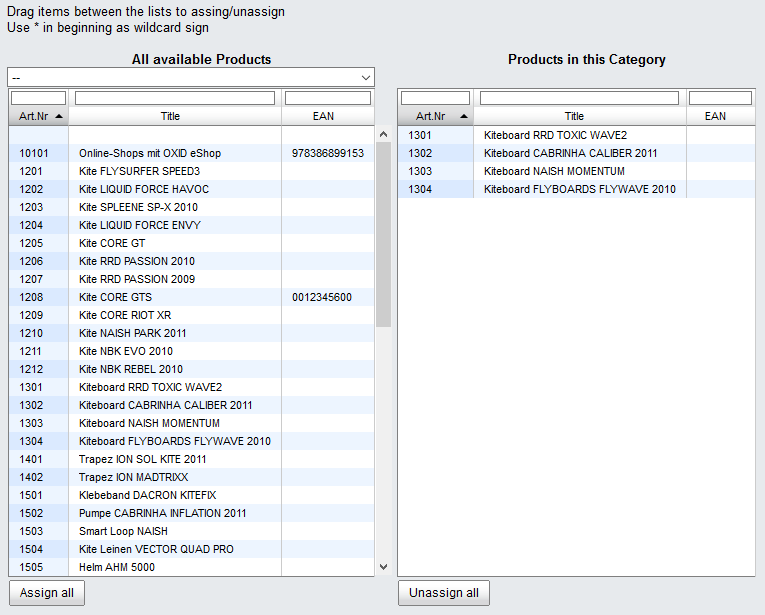 Drag items between the lists to assing/unassign
Use * in beginning as wildcard sign
All available Products
--
Art.Nr Title EAN
10101 Online-Shops mit OXID eShop 978386899153
1201 Kite FLYSURFER SPEED3
1202 Kite LIQUID FORCE HAVOC
1203 Kite SPLEENE SP-X 2010
1204 Kite LIQUID FORCE ENVY
1205 Kite CORE GT
1206 Kite RRD PASSION 2010
1207 Kite RRD PASSION 2009
1208 Kite CORE GTS 0012345600
1209 Kite CORE RIOT XR
1210 Kite NAISH PARK 2011
1211 Kite NBK EVO 2010
1212 Kite NBK REBEL 2010
1301 Kiteboard RRD TOXIC WAVE2
1302 Kiteboard CABRINHA CALIBER 2011
1303 Kiteboard NAISH MOMENTUM
1304 Kiteboard FLYBOARDS FLYWAVE 2010
1401 Trapez ION SOL KITE 2011
1402 Trapez ION MADTRIXX
1501 Klebeband DACRON KITEFIX
1502 Pumpe CABRINHA INFLATION 2011
1503 Smart Loop NAISH
1504 Kite Leinen VECTOR QUAD PRO
1505 Helm AHM 5000
Assign all
Products in this Category
Art.Nr Title EAN
1301 Kiteboard RRD TOXIC WAVE2
1302 Kiteboard CABRINHA CALIBER 2011
1303 Kiteboard NAISH MOMENTUM
1304 Kiteboard FLYBOARDS FLYWAVE 2010
Unassign all